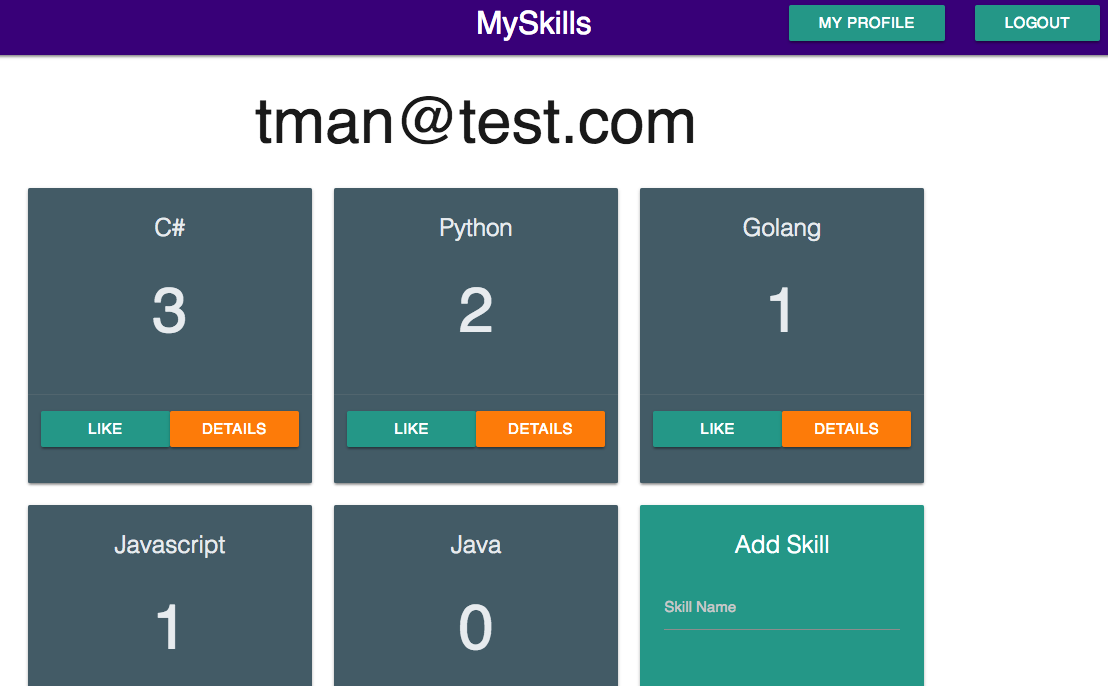 MySkills
MY PROFILE
LOGOUT
tman@test.com
C#
Python
Golang
3
2
1
LIKE
DETAILS
LIKE
DETAILS
LIKE
DETAILS
Javascript
Java
Add Skill
1
0
Skill Name